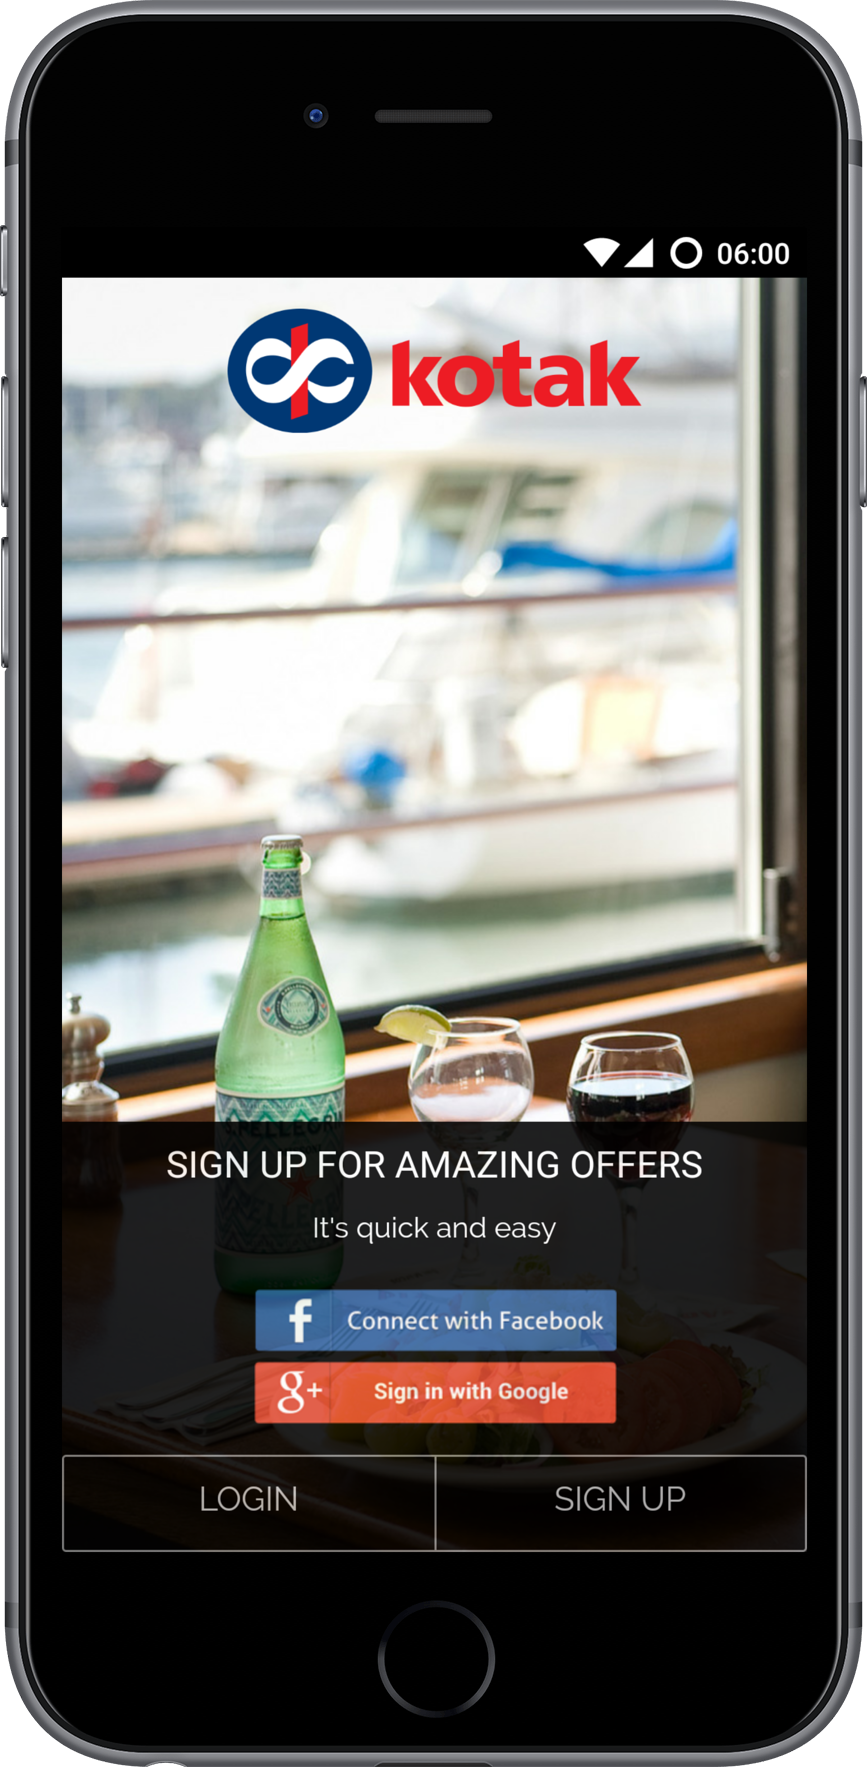 06:00
kotak
S.PELLEGRI
SIGN UP FOR AMAZING OFFERS
It's quick and easy
f Connect with Facebook
g+ Sign in with Google
LOGIN
SIGN UP